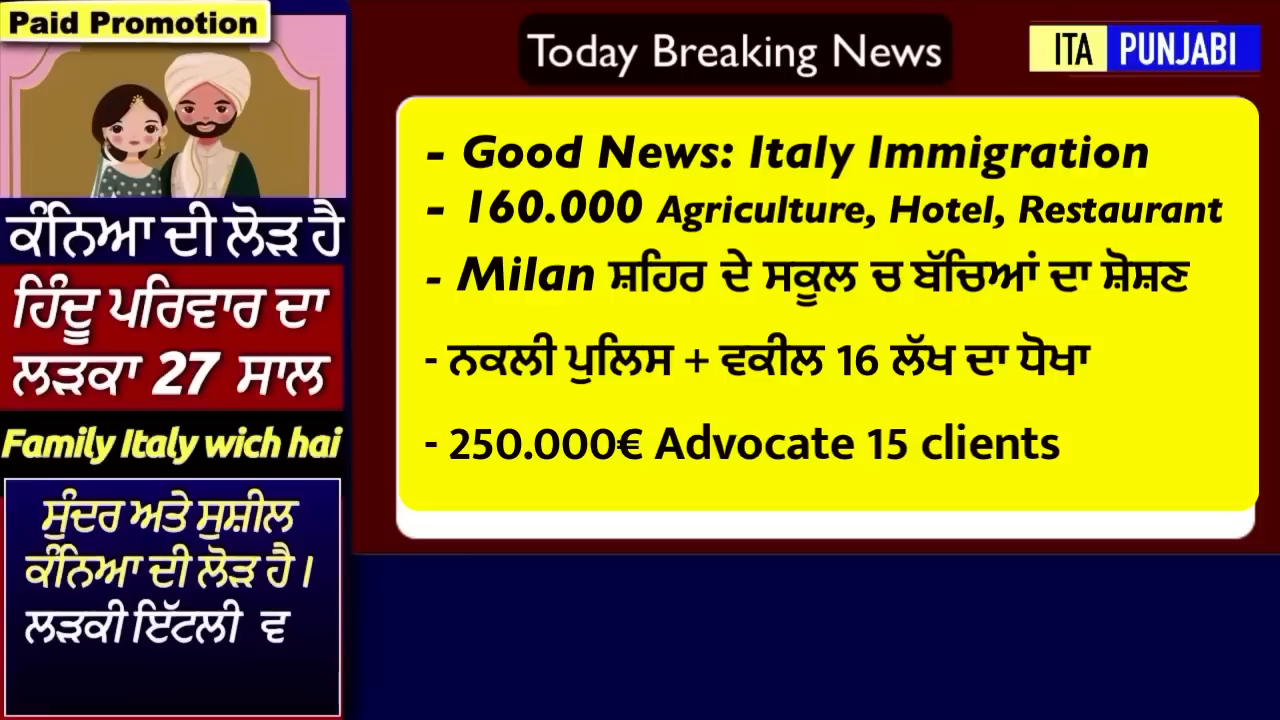 Paid Promotion
ਕੰਨਿਆ ਦੀ ਲੋੜ ਹੈ
ਹਿੰਦੂ ਪਰਿਵਾਰ ਦਾ
ਲੜਕਾ 27 ਸਾਲ
Family Italy wich hai
ਸੁੰਦਰ ਅਤੇ ਸੁਸ਼ੀਲ
ਕੰਨਿਆ ਦੀ ਲੋੜ ਹੈ।
ਲੜਕੀ ਇੱਟਲੀ ਵ
Today Breaking News
ITA PUNJABI
- Good News: Italy Immigration
- 160.000 Agriculture, Hotel, Restaurant
- Milan ਸ਼ਹਿਰ ਦੇ ਸਕੂਲ ਚ ਬੱਚਿਆਂ ਦਾ ਸ਼ੋਸ਼ਣ
- ਨਕਲੀ ਪੁਲਿਸ + ਵਕੀਲ 16 ਲੱਖ ਦਾ ਧੋਖਾ
- 250.000€ Advocate 15 clients